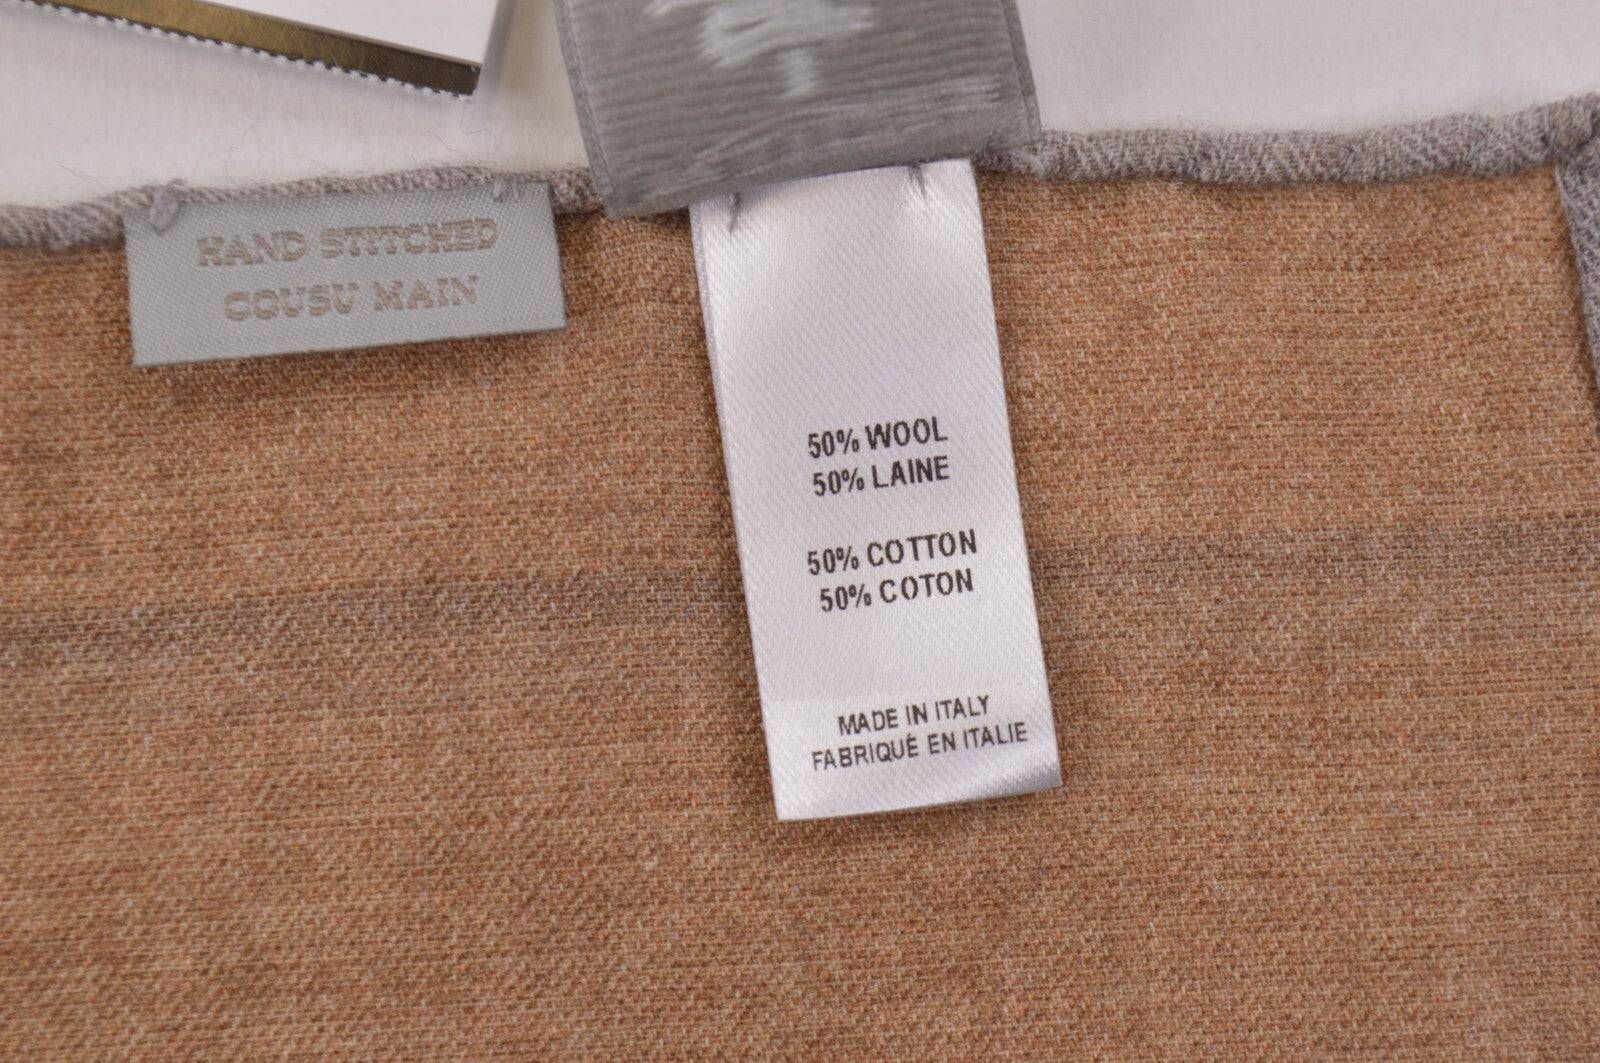 HAND STITCHED
COUSU MAIN
50% WOOL
50% LAINE
50% COTTON
50% COTON
MADE IN ITALY
FABRIQUÉ EN ITALIE